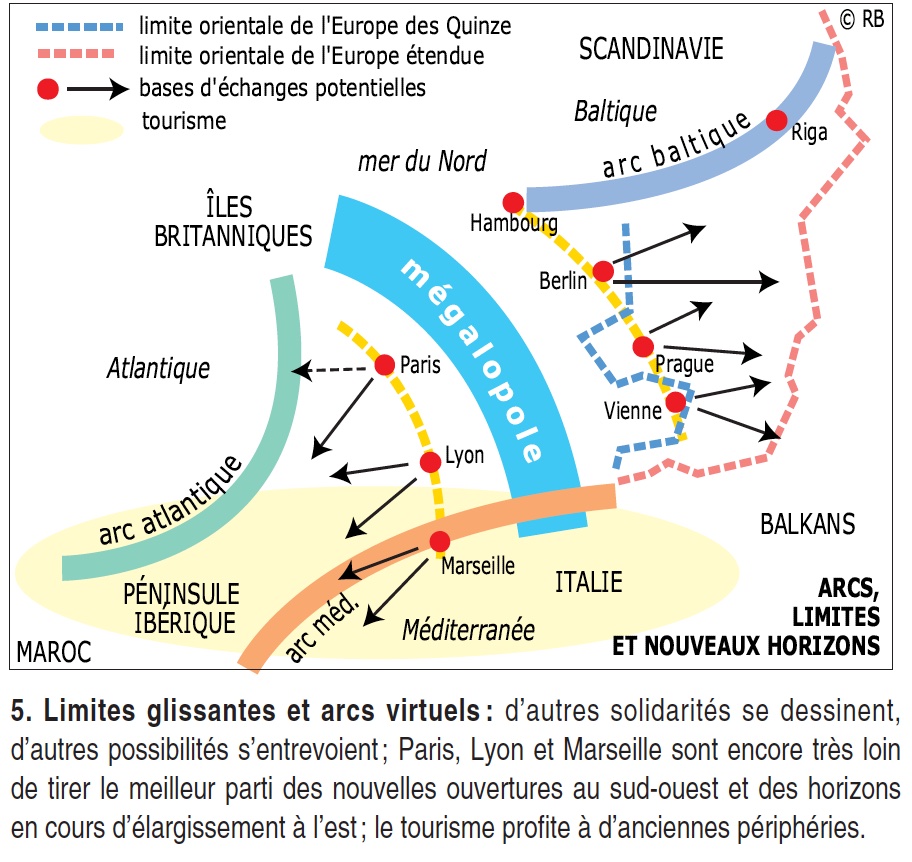 limite orientale de l'Europe des Quinze
limite orientale de l'Europe étendue
bases d'échanges potentielles
tourisme
© RB
SCANDINAVIE
Baltique
arc baltique
Riga
mer du Nord
ÎLES
BRITANNIQUES
Hambourg
mégalopole
Berlin
Atlantique
Paris
Prague
Vienne
Lyon
arc atlantique
BALKANS
Marseille
ITALIE
PÉNINSULE
IBÉRIQUE
arc méd.
Méditerranée
MAROC
ARCS,
LIMITES
ET NOUVEAUX HORIZONS
5. Limites glissantes et arcs virtuels : d'autres solidarités se dessinent,
d'autres possibilités s'entrevoient ; Paris, Lyon et Marseille sont encore très loin
de tirer le meilleur parti des nouvelles ouvertures au sud-ouest et des horizons
en cours d'élargissement à l'est ; le tourisme profite à d'anciennes périphéries.